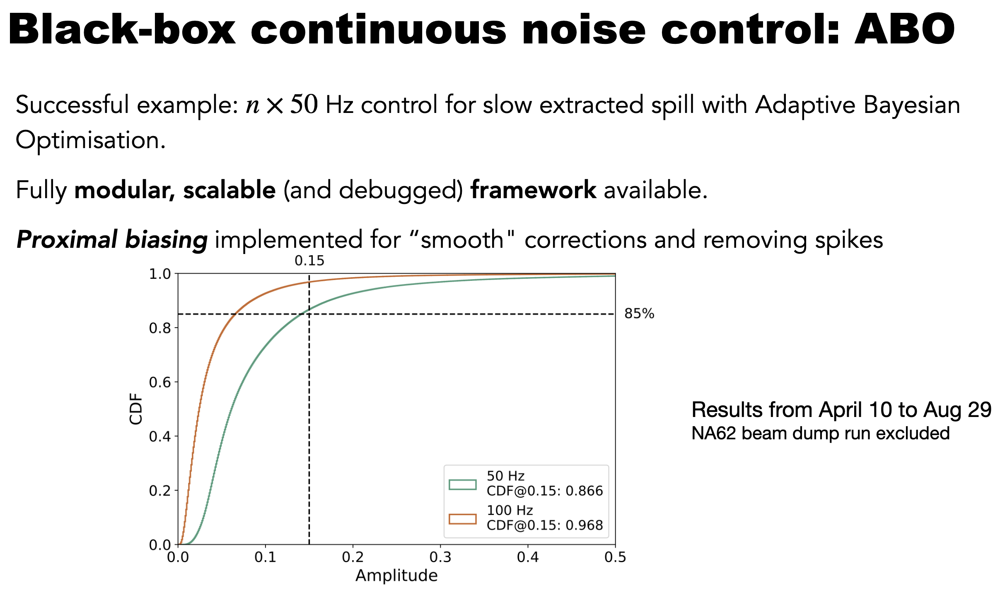 Black-box continuous noise control: ABO
Successful example: n × 50 Hz control for slow extracted spill with Adaptive Bayesian
Optimisation.
Fully modular, scalable (and debugged) framework available.
Proximal biasing implemented for “smooth" corrections and removing spikes
0.15
1.0
85%
0.8
0.6
CDF
0.4
0.2
0.0
0.0 0.1 0.2 0.3 0.4 0.5
Amplitude
50 Hz
CDF@0.15: 0.866
100 Hz
CDF@0.15: 0.968
Results from April 10 to Aug 29
NA62 beam dump run excluded